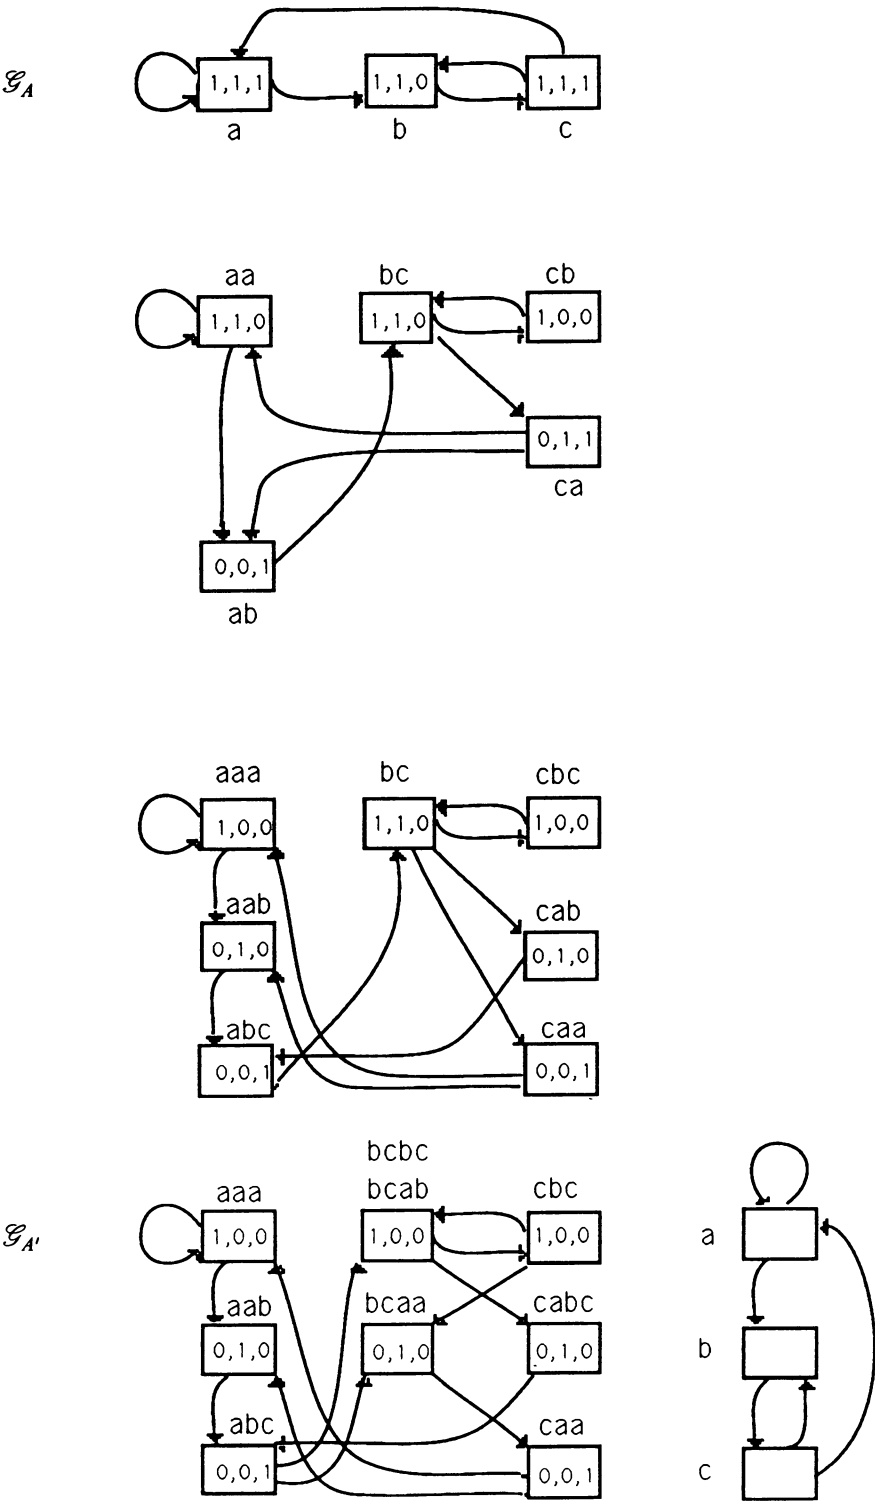 𝒢A 1,1,1 1,1,0 1,1,1
a b c
aa bc cb
1,1,0 1,1,0 1,0,0
0,1,1
ca
0,0,1
ab
aaa bc cbc
1,0,0 1,1,0 1,0,0
aab cab
0,1,0 0,1,0
abc caa
0,0,1 0,0,1
bcbc
aaa bcab cbc
𝒢A' 1,0,0 1,0,0 1,0,0 a
aab bcaa cabc
0,1,0 0,1,0 0,1,0 b
abc caa
0,0,1 0,0,1 c